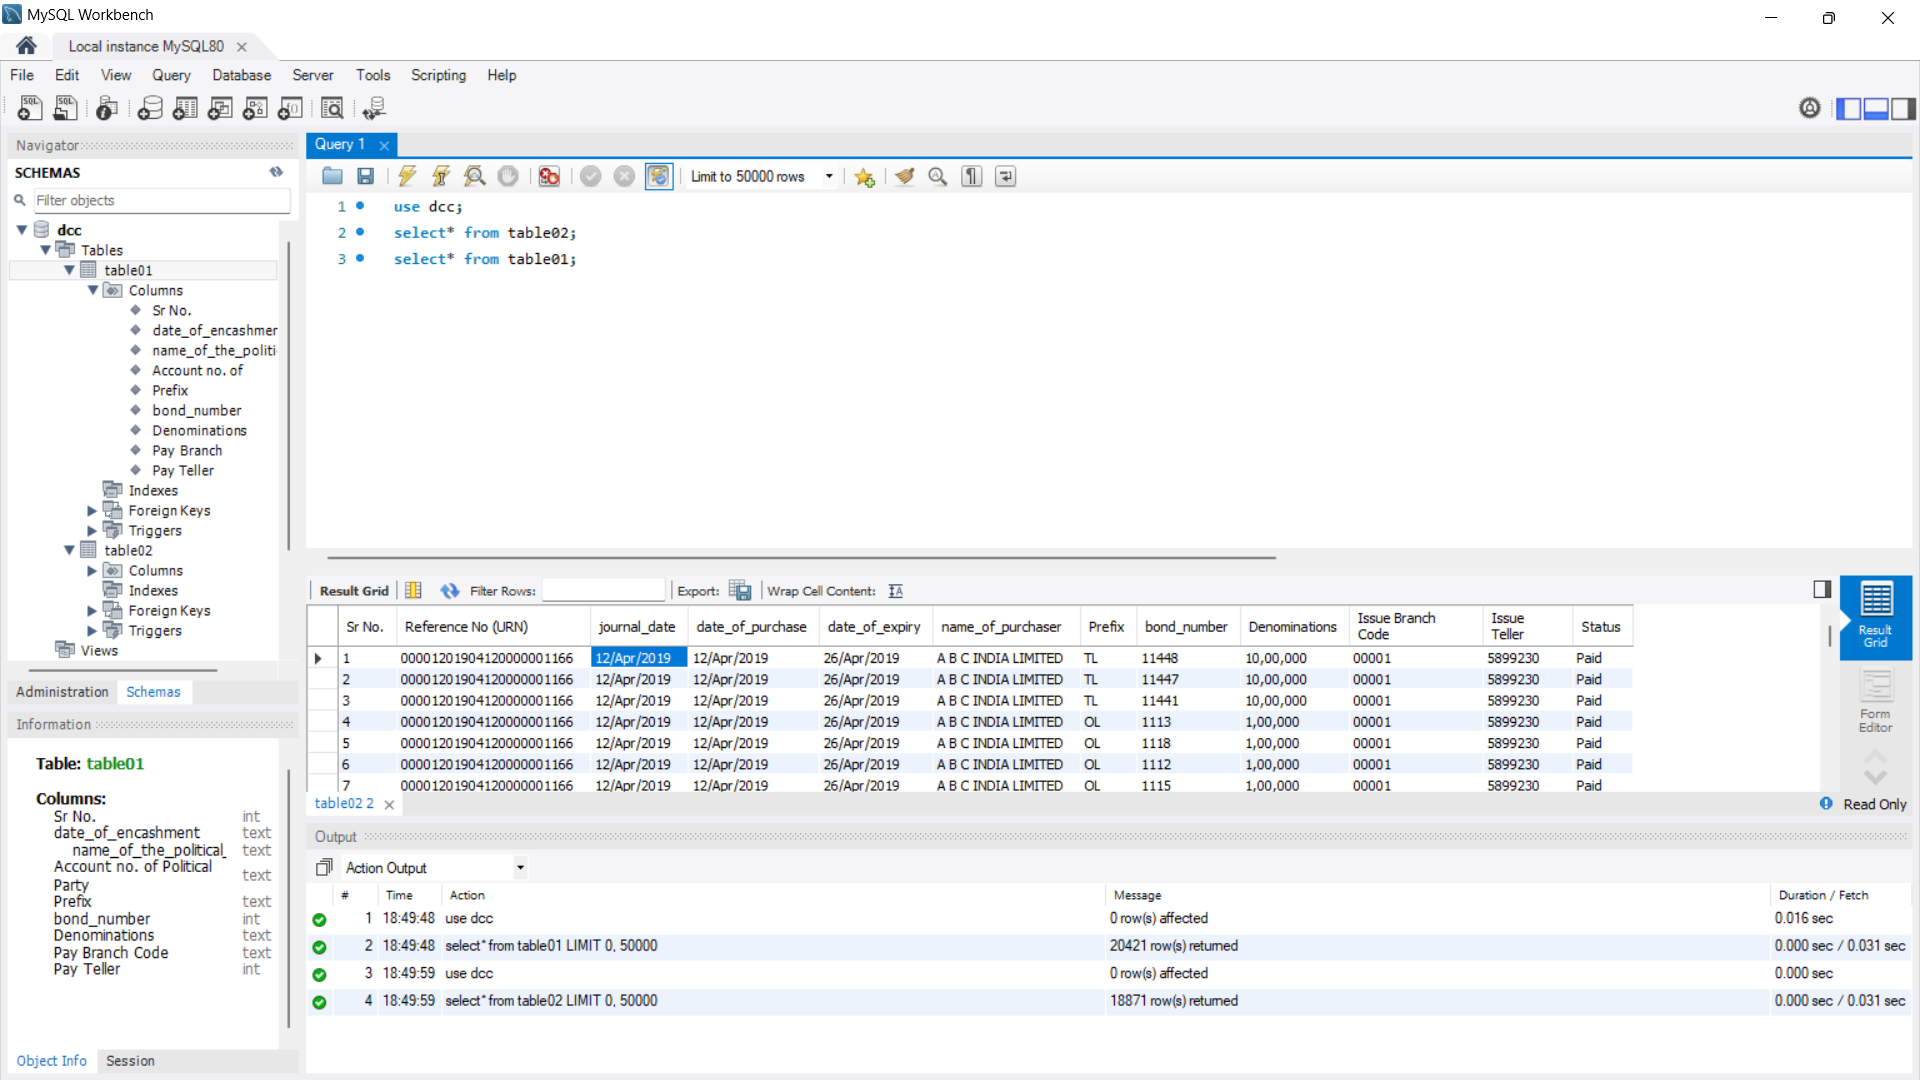 MySQL Workbench
Local instance MySQL80
File Edit View Query Database Server Tools Scripting Help
Navigator
SCHEMAS
Filter objects
dcc
Tables
table01
Columns
Sr No.
date_of_encashmer
name_of_the_politi
Account no. of
Prefix
bond_number
Denominations
Pay Branch
Pay Teller
Indexes
Foreign Keys
Triggers
table02
Columns
Indexes
Foreign Keys
Triggers
Views
Administration Schemas
Information
Table: table01
Columns:
Sr No. int
date_of_encashment text
name_of_the_political_ text
Account no. of Political
Party text
Prefix text
bond_number int
Denominations text
Pay Branch Code text
Pay Teller int
Object Info Session
Query 1
Limit to 50000 rows
1 use dcc;
2 select* from table02;
3 select* from table01;
Result Grid Filter Rows: Export: Wrap Cell Content:
Sr No. Reference No (URN) journal_date date_of_purchase date_of_expiry name_of_purchaser Prefix bond_number Denominations Issue Branch Code Issue Teller Status
1 00001201904120000001166 12/Apr/2019 12/Apr/2019 26/Apr/2019 A B C INDIA LIMITED TL 11448 10,00,000 00001 5899230 Paid
2 00001201904120000001166 12/Apr/2019 12/Apr/2019 26/Apr/2019 A B C INDIA LIMITED TL 11447 10,00,000 00001 5899230 Paid
3 00001201904120000001166 12/Apr/2019 12/Apr/2019 26/Apr/2019 A B C INDIA LIMITED TL 11441 10,00,000 00001 5899230 Paid
4 00001201904120000001166 12/Apr/2019 12/Apr/2019 26/Apr/2019 A B C INDIA LIMITED OL 1113 1,00,000 00001 5899230 Paid
5 00001201904120000001166 12/Apr/2019 12/Apr/2019 26/Apr/2019 A B C INDIA LIMITED OL 1118 1,00,000 00001 5899230 Paid
6 00001201904120000001166 12/Apr/2019 12/Apr/2019 26/Apr/2019 A B C INDIA LIMITED OL 1112 1,00,000 00001 5899230 Paid
7 00001201904120000001166 12/Apr/2019 12/Apr/2019 26/Apr/2019 A B C INDIA LIMITED OL 1115 1,00,000 00001 5899230 Paid
Result
Grid
Form
Editor
table02 2
Read Only
Output
Action Output
# Time Action Message Duration / Fetch
1 18:49:48 use dcc 0 row(s) affected 0.016 sec
2 18:49:48 select* from table01 LIMIT 0, 50000 20421 row(s) returned 0.000 sec / 0.031 sec
3 18:49:59 use dcc 0 row(s) affected 0.000 sec
4 18:49:59 select* from table02 LIMIT 0, 50000 18871 row(s) returned 0.000 sec / 0.031 sec